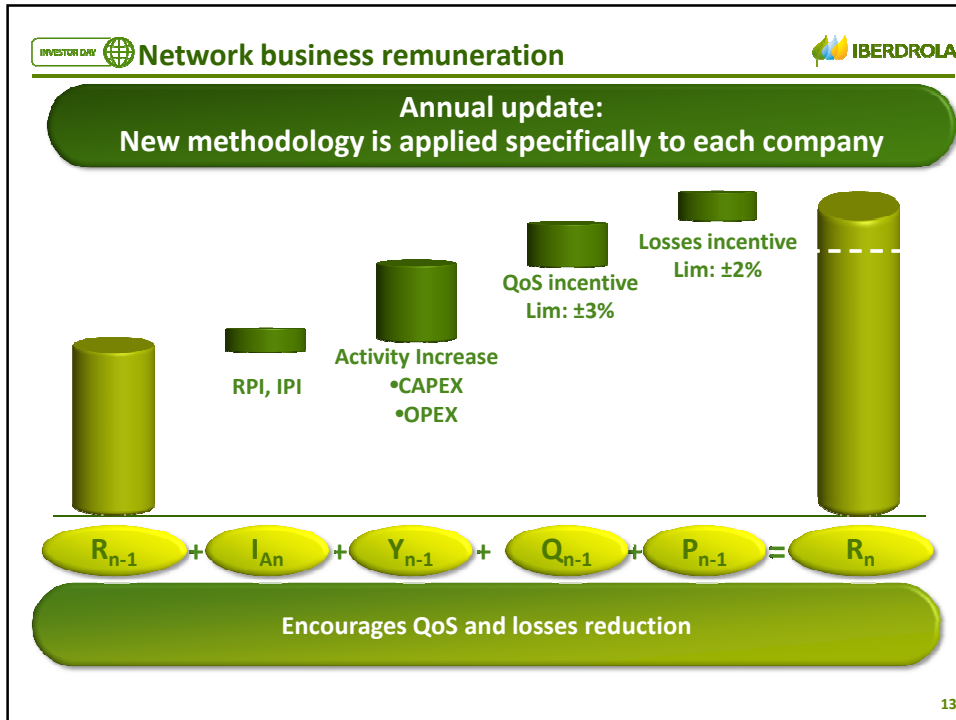 INVESTOR DAY
Network business remuneration
IBERDROLA
Annual update:
New methodology is applied specifically to each company
Losses incentive
Lim: ±2%
QoS incentive
Lim: ±3%
Activity Increase
•CAPEX
•OPEX
RPI, IPI
Rn-1 + IAn + Yn-1 + Qn-1 + Pn-1 = Rn
Encourages QoS and losses reduction
13